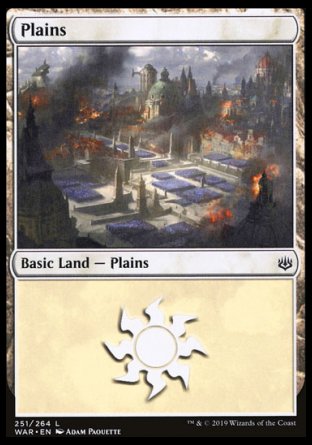 Plains
Basic Land — Plains
251/264 L
WAR • EN Adam Paquette
™ & © 2019 Wizards of the Coast